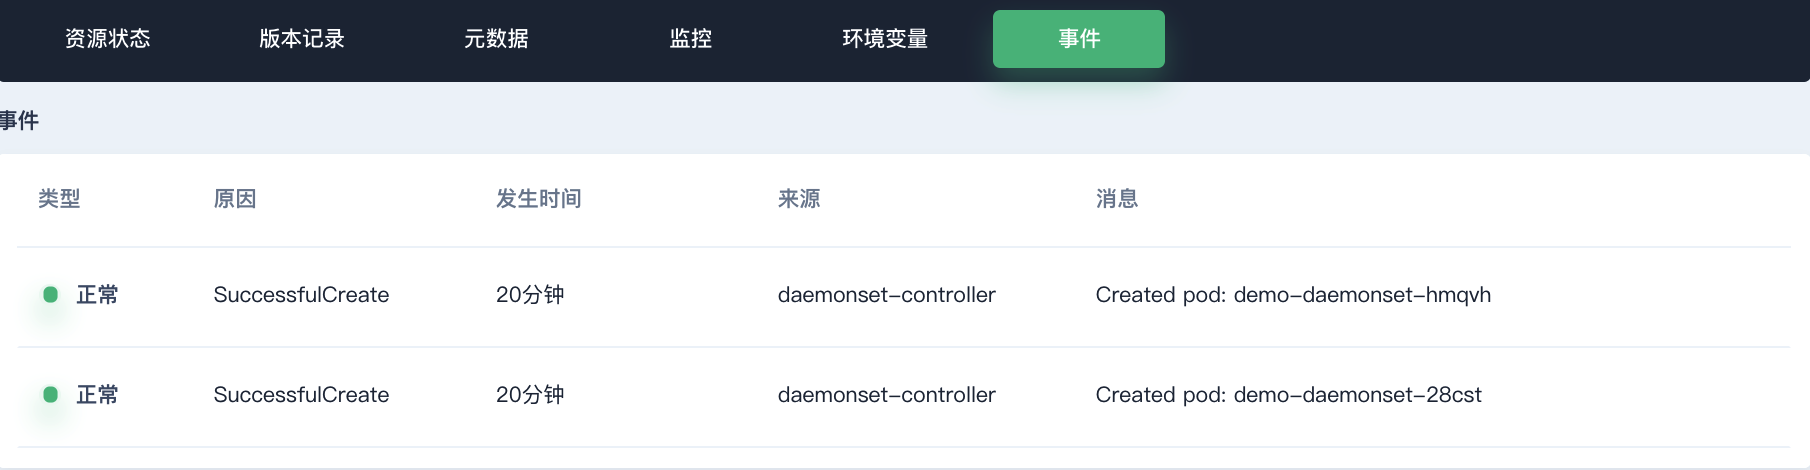 资源状态 版本记录 元数据 监控 环境变量 事件
事件
类型 原因 发生时间 来源 消息
正常 SuccessfulCreate 20分钟 daemonset-controller Created pod: demo-daemonset-hmqvh
正常 SuccessfulCreate 20分钟 daemonset-controller Created pod: demo-daemonset-28cst